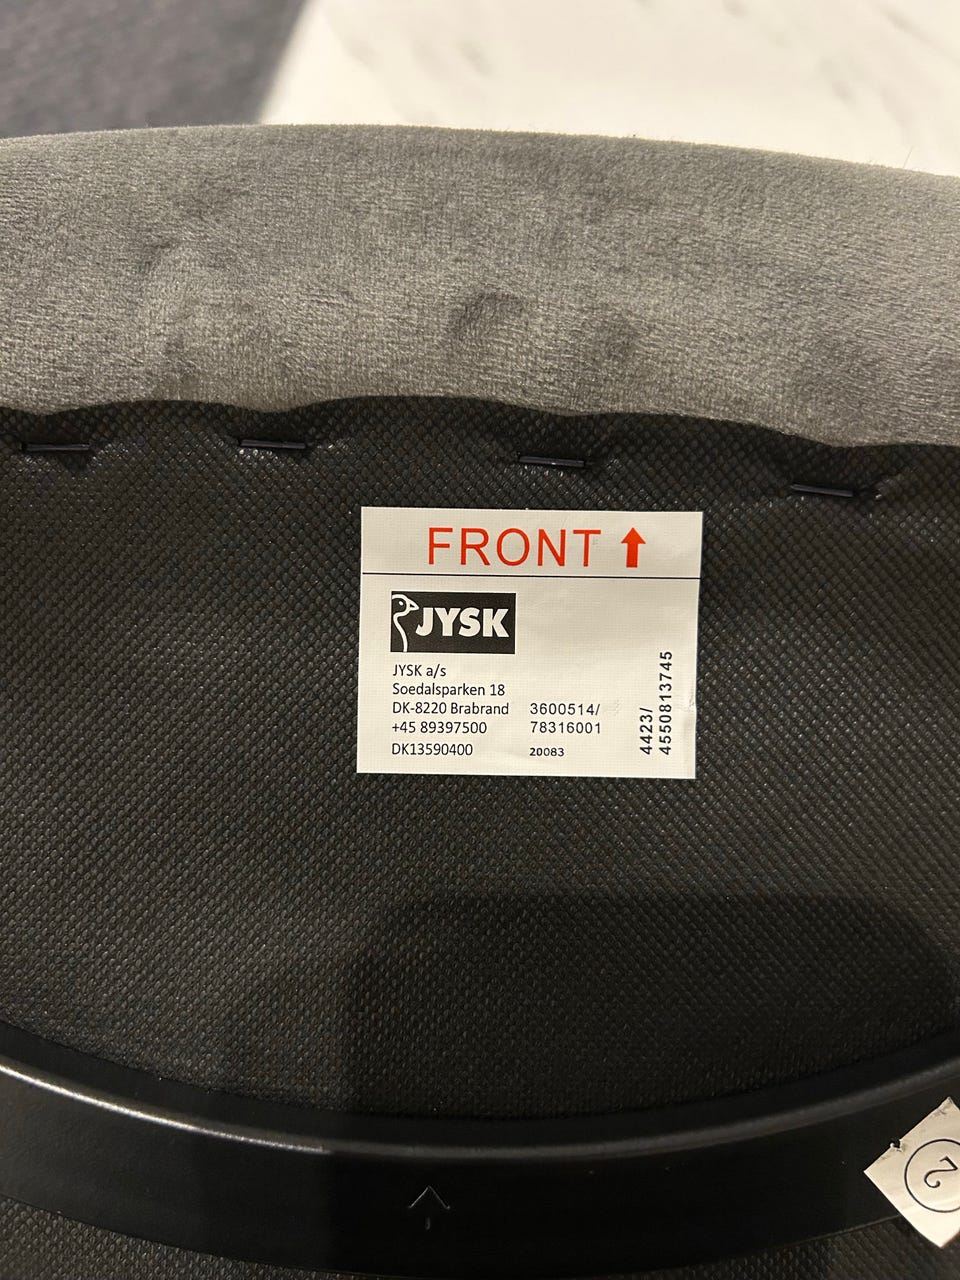 FRONT ↑
JYSK
JYSK a/s
Soedalsparken 18
DK-8220 Brabrand
+45 89397500
DK13590400
3600514/
78316001
20083
4423/
4550813745
2